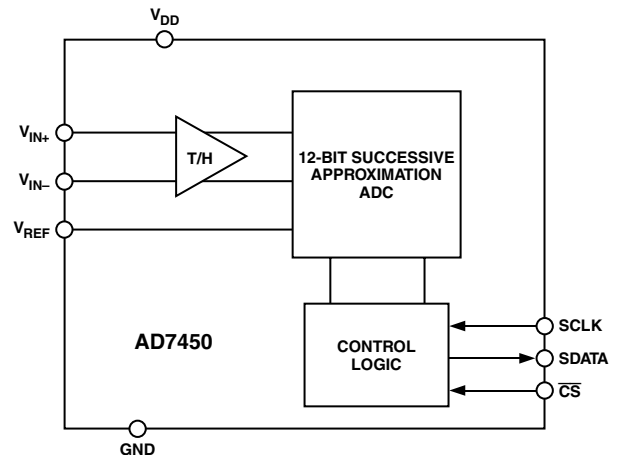 VDD
VIN+
T/H
12-BIT SUCCESSIVE
APPROXIMATION
ADC
VIN–
VREF
AD7450
CONTROL
LOGIC
SCLK
SDATA
CS
GND